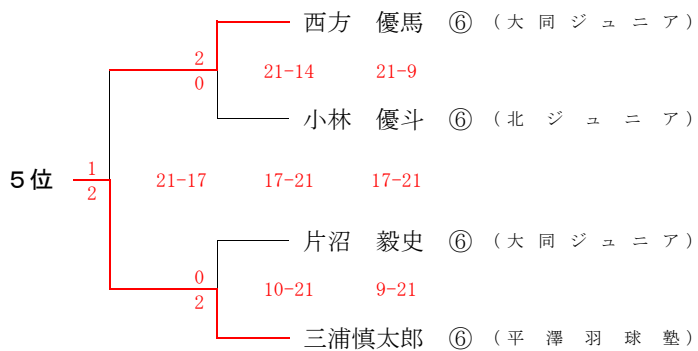 西方 優馬 ⑥ (大同ジュニア)
2
0
21-14 21-9
小林 優斗 ⑥ (北ジュニア)
5位
1
2
21-17 17-21 17-21
片沼 毅史 ⑥ (大同ジュニア)
0
2
10-21 9-21
三浦慎太郎 ⑥ (平澤羽球塾)